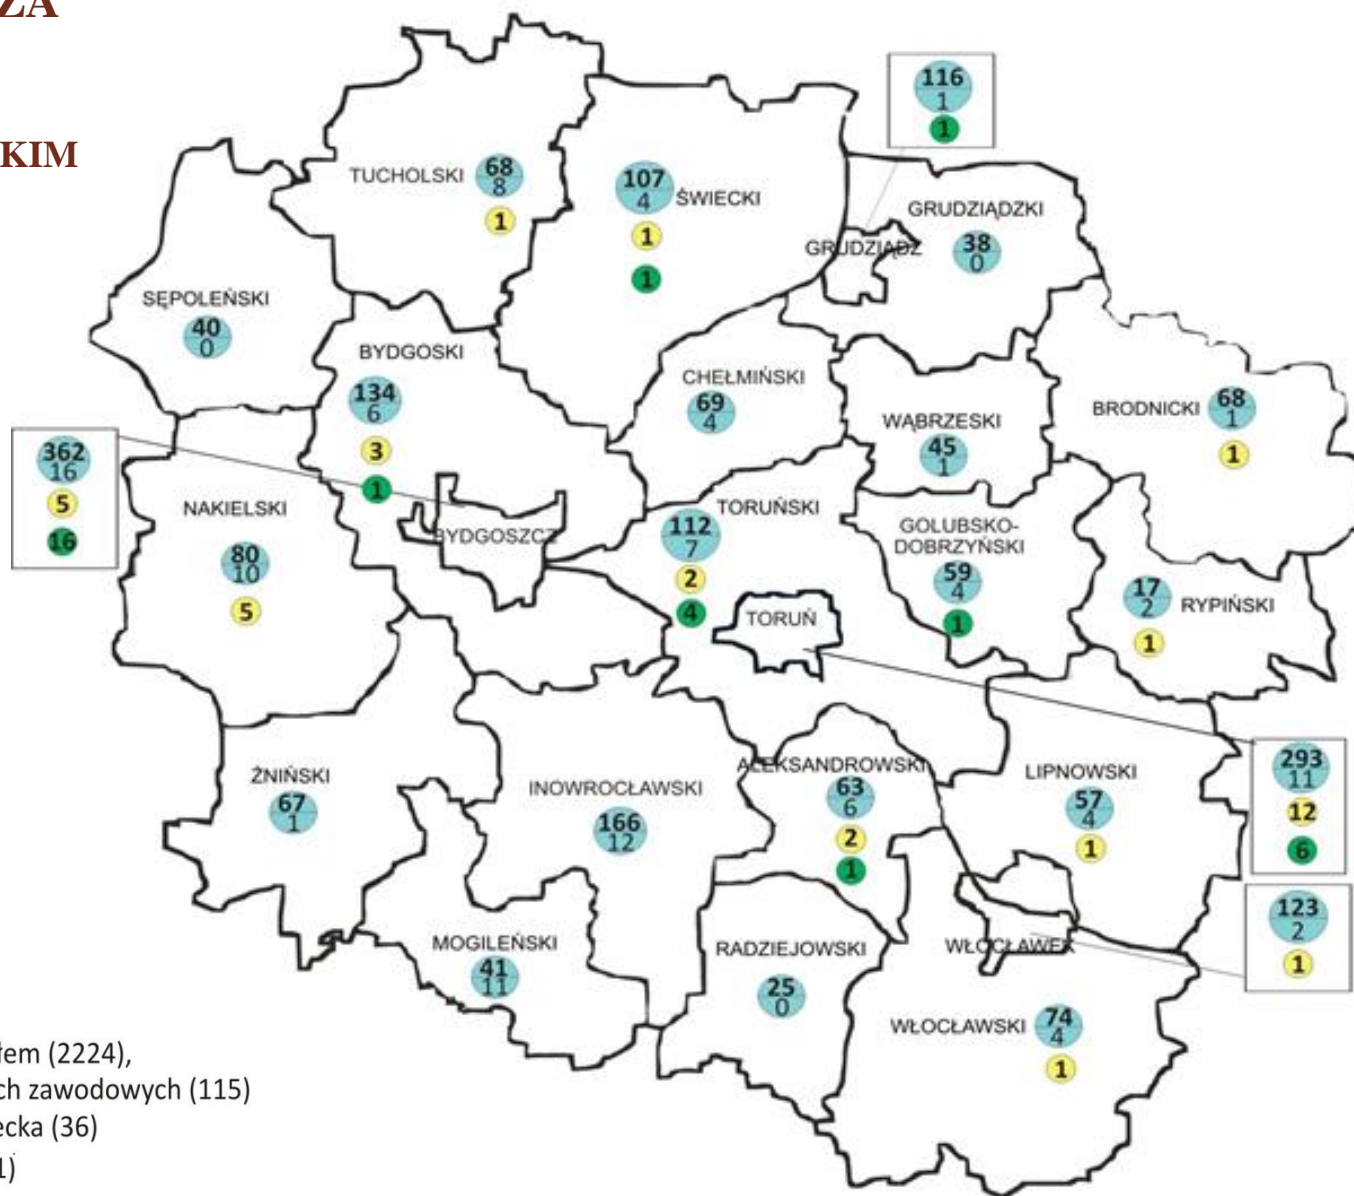 ZA
KIM
116
1
1
TUCHOLSKI
68
8
1
107
4
ŚWIECKI
1
1
GRUDZIĄDZKI
38
0
GRUDZIĄDZ
SĘPOLEŃSKI
40
0
BYDGOSKI
134
6
3
1
CHEŁMIŃSKI
69
4
WĄBRZESKI
45
1
BRODNICKI
68
1
1
362
16
5
16
NAKIELSKI
80
10
5
BYDGOSZCZ
TORUŃSKI
112
7
2
4
TORUŃ
GOLUBSKO-
DOBRZYŃSKI
59
4
1
17
2
RYPIŃSKI
1
ŻNIŃSKI
67
1
INOWROCŁAWSKI
166
12
ALEKSANDROWSKI
63
6
2
1
LIPNOWSKI
57
4
1
293
11
12
6
123
2
1
MOGILEŃSKI
41
11
RADZIEJOWSKI
25
0
WŁOCŁAWEK
WŁOCŁAWSKI
74
4
1
łem (2224),
ch zawodowych (115)
ecka (36)
1)